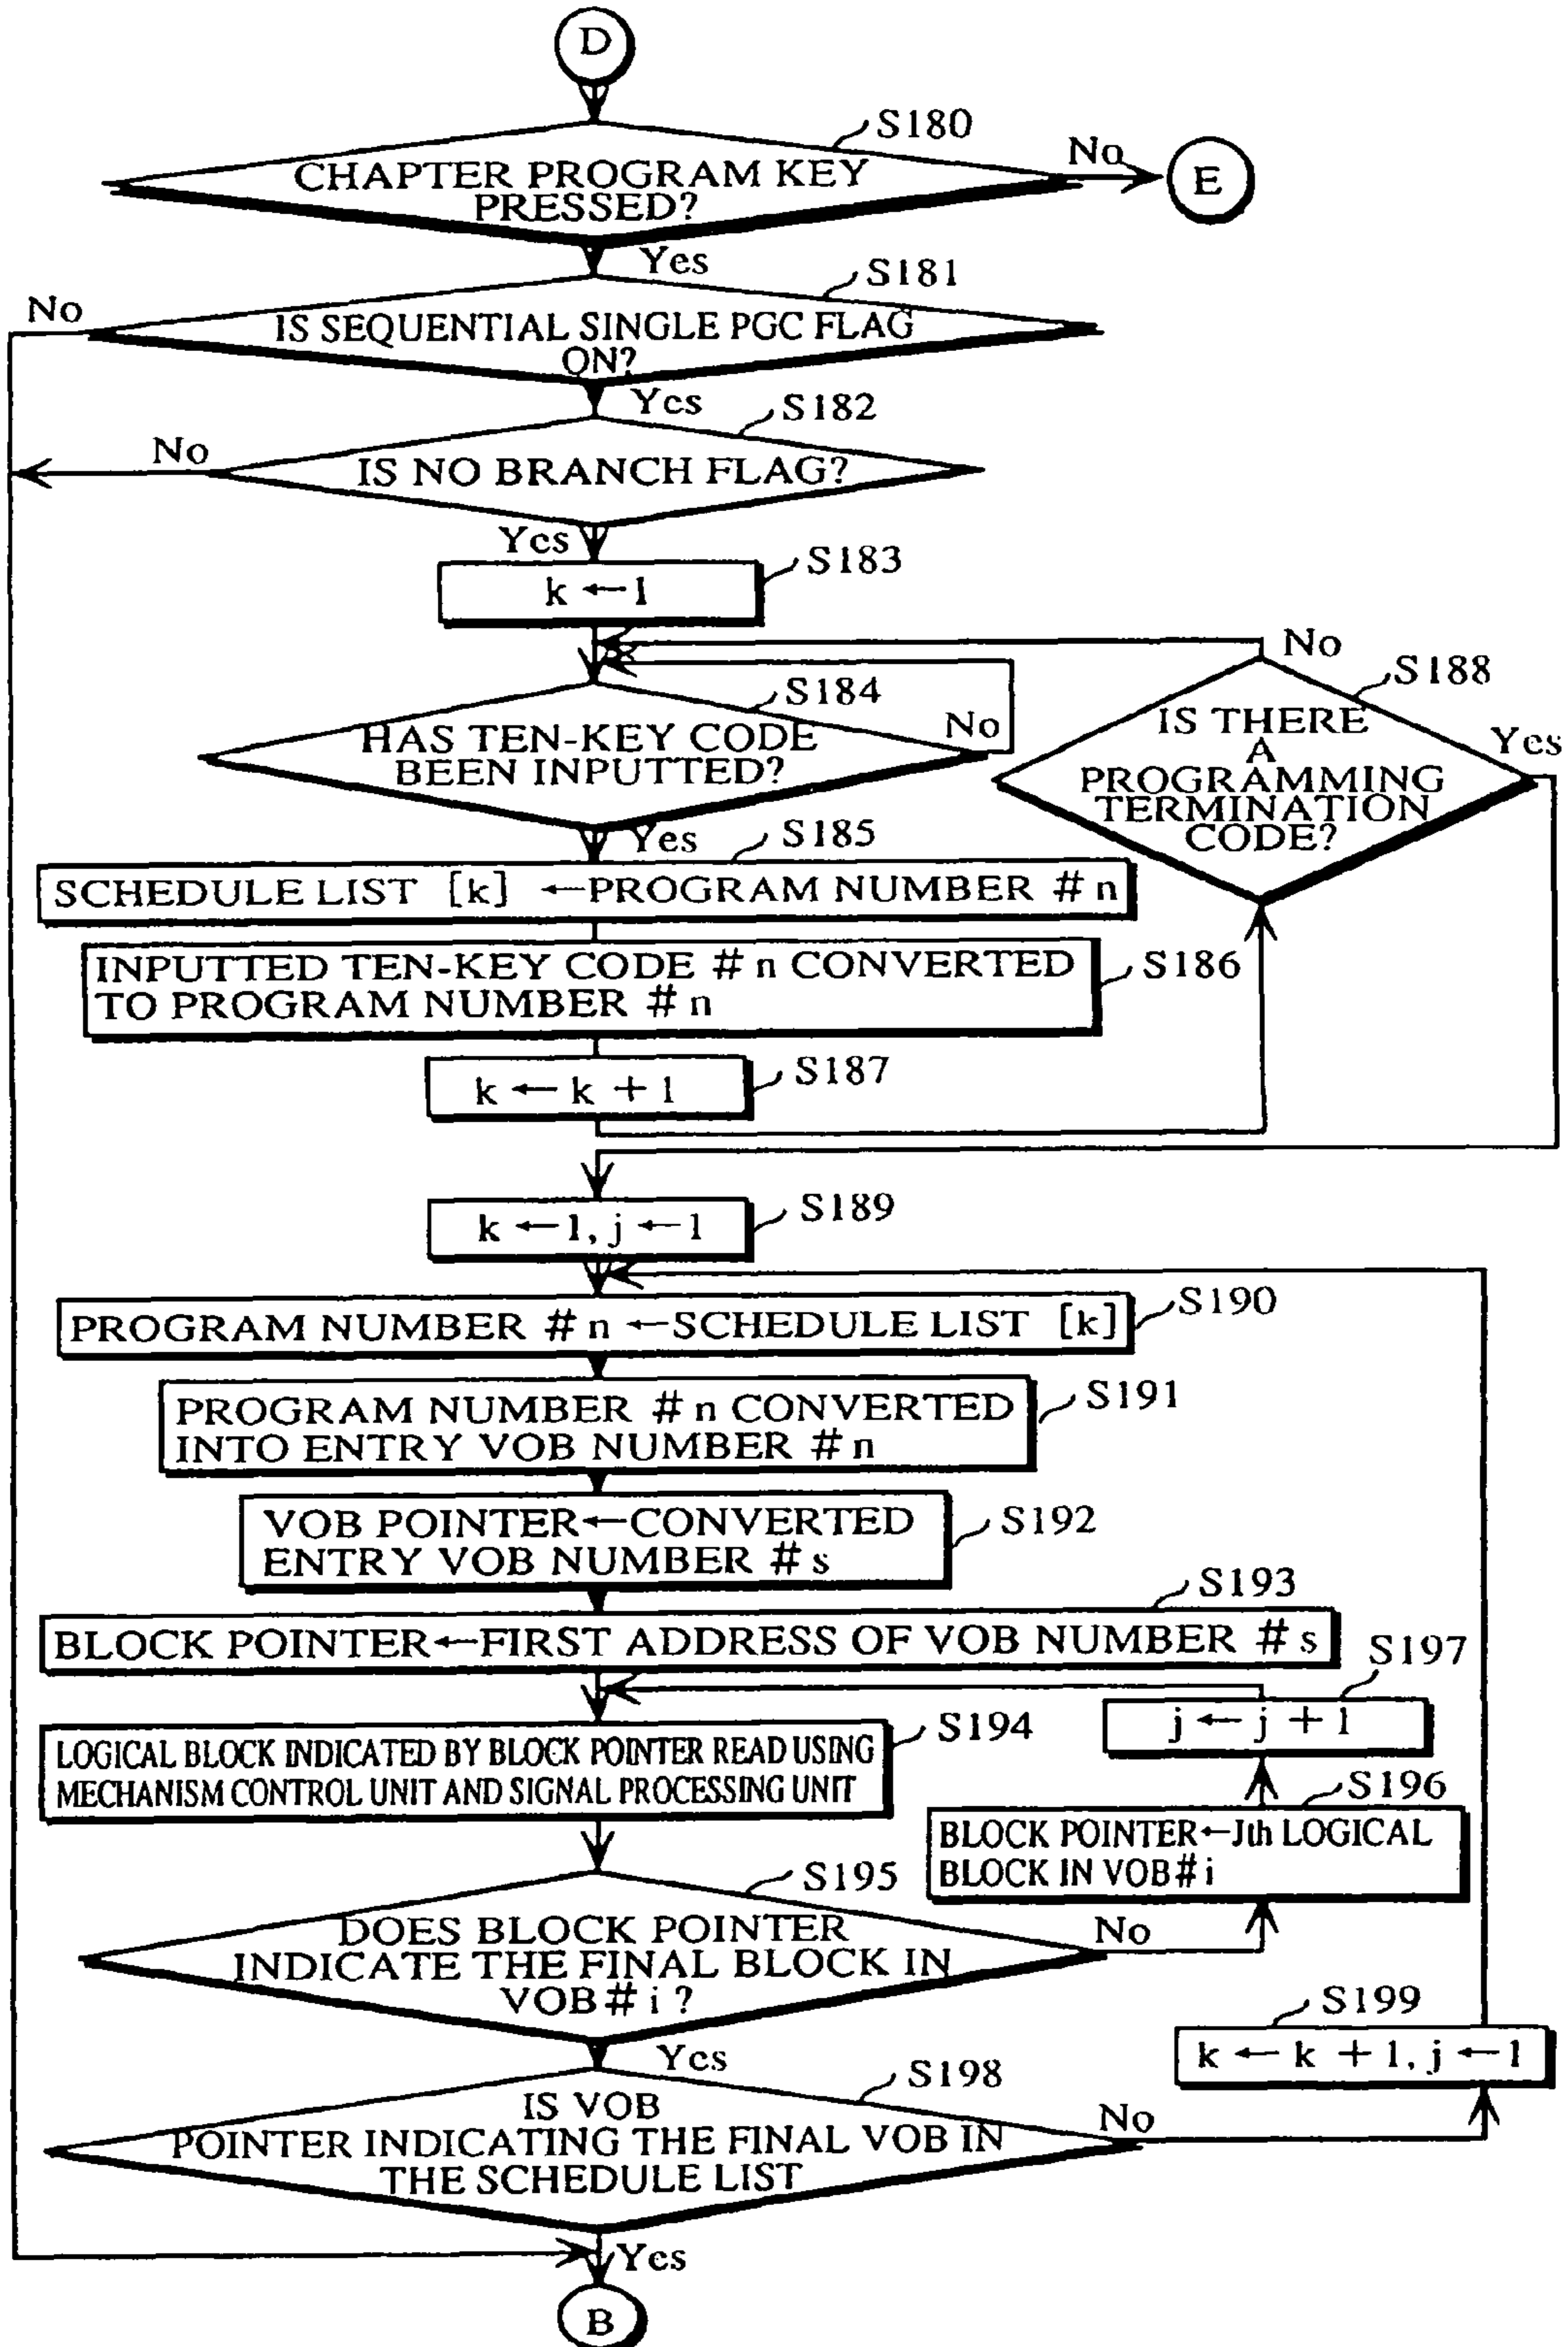 D
S180
CHAPTER PROGRAM KEY
PRESSED?
No
E
Yes
S181
No
IS SEQUENTIAL SINGLE PGC FLAG
ON?
Yes
S182
No
IS NO BRANCH FLAG?
Yes
S183
k ← 1
No
S188
S184
IS THERE
A
PROGRAMMING
TERMINATION
CODE?
Yes
HAS TEN-KEY CODE
BEEN INPUTTED?
No
Yes
S185
SCHEDULE LIST [k] ← PROGRAM NUMBER # n
INPUTTED TEN-KEY CODE # n CONVERTED
TO PROGRAM NUMBER # n
S186
k ← k + 1
S187
k ← 1, j ← 1
S189
PROGRAM NUMBER # n ← SCHEDULE LIST [k]
S190
PROGRAM NUMBER # n CONVERTED
INTO ENTRY VOB NUMBER # n
S191
VOB POINTER ← CONVERTED
ENTRY VOB NUMBER # s
S192
S193
BLOCK POINTER ← FIRST ADDRESS OF VOB NUMBER # s
S197
j ← j + 1
S194
LOGICAL BLOCK INDICATED BY BLOCK POINTER READ USING
MECHANISM CONTROL UNIT AND SIGNAL PROCESSING UNIT
S196
BLOCK POINTER ← Jth LOGICAL
BLOCK IN VOB # i
S195
DOES BLOCK POINTER
INDICATE THE FINAL BLOCK IN
VOB # i ?
No
S199
k ← k + 1, j ← 1
Yes
S198
IS VOB
POINTER INDICATING THE FINAL VOB IN
THE SCHEDULE LIST
No
Yes
B